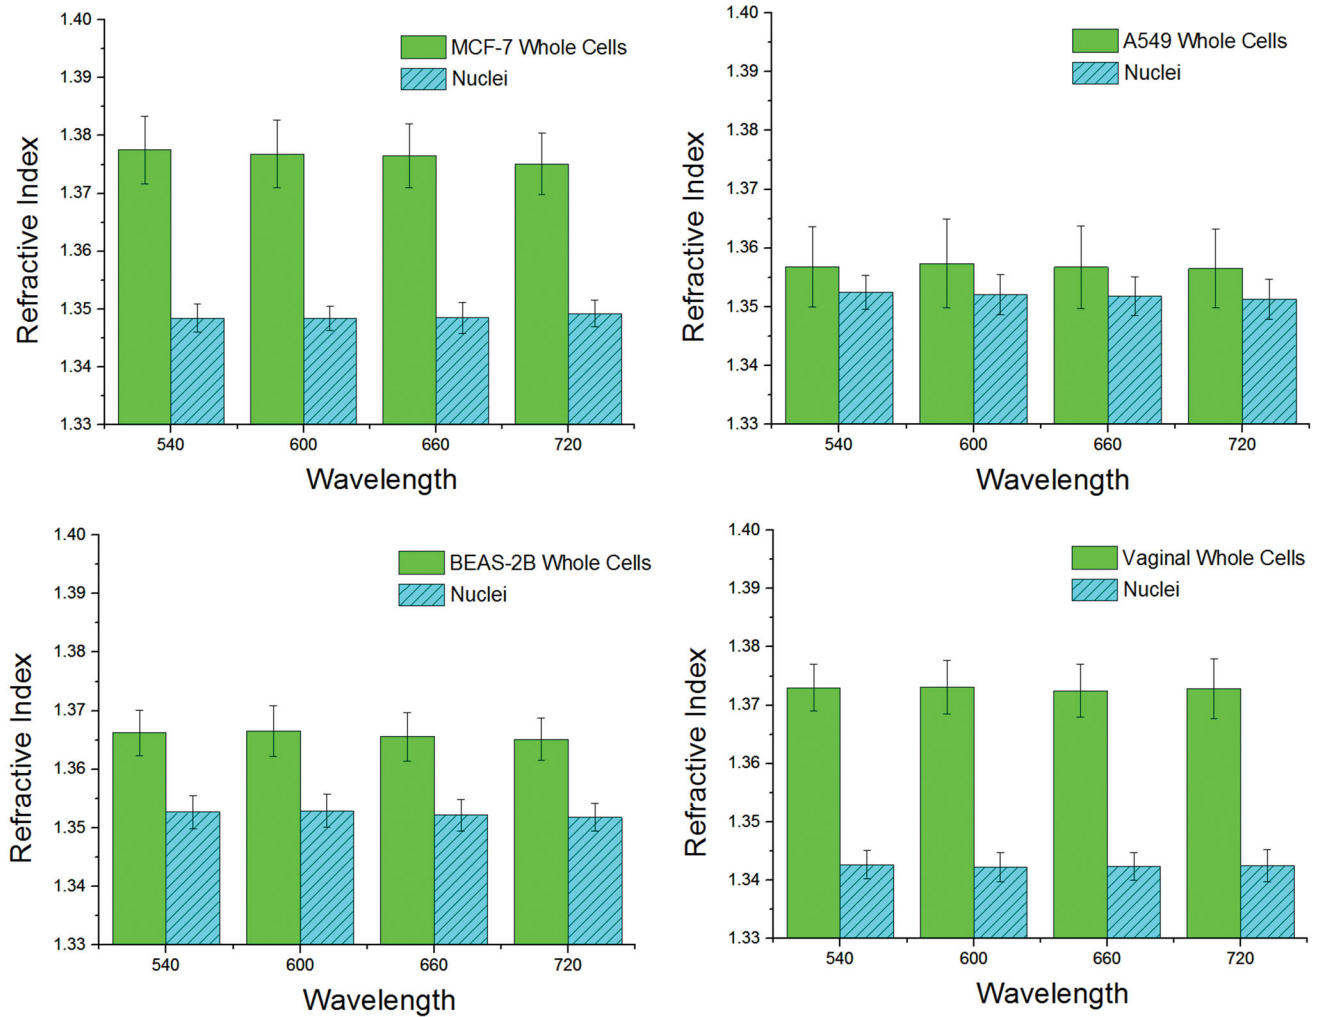 1.40
1.39
1.38
1.37
1.36
1.35
1.34
1.33
Refractive Index
MCF-7 Whole Cells
Nuclei
540 600 660 720
Wavelength
1.40
1.39
1.38
1.37
1.36
1.35
1.34
1.33
Refractive Index
A549 Whole Cells
Nuclei
540 600 660 720
Wavelength
1.40
1.39
1.38
1.37
1.36
1.35
1.34
1.33
Refractive Index
BEAS-2B Whole Cells
Nuclei
540 600 660 720
Wavelength
1.40
1.39
1.38
1.37
1.36
1.35
1.34
1.33
Refractive Index
Vaginal Whole Cells
Nuclei
540 600 660 720
Wavelength